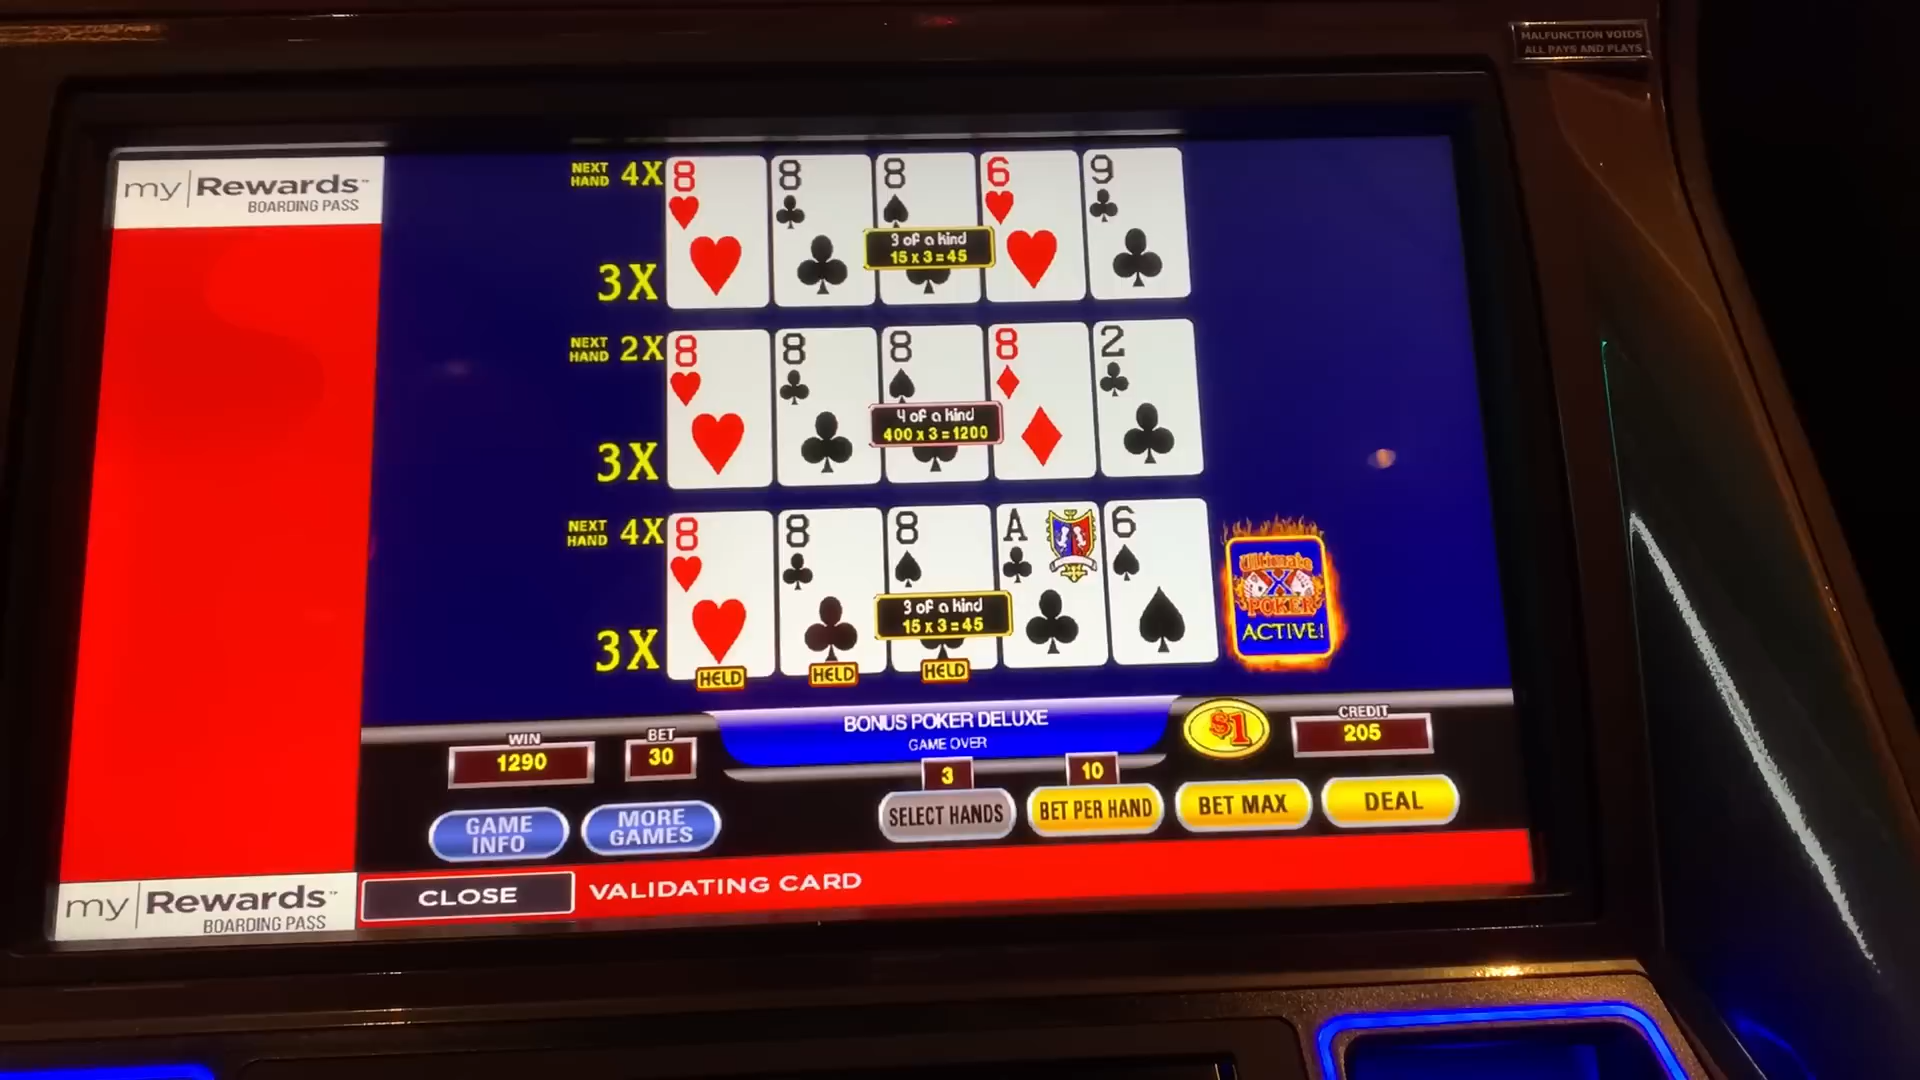 MALFUNCTION VOIDS
ALL PAYS AND PLAYS
my Rewards™
BOARDING PASS
NEXT HAND 4X
3X
8 8 8 6 9
3 of a kind
15 x 3 = 45
NEXT HAND 2X
3X
8 8 8 8 2
4 of a kind
400 x 3 = 1200
NEXT HAND 4X
3X
8 8 8 A 6
3 of a kind
15 x 3 = 45
HELD HELD HELD
Ultimate
X
POKER
ACTIVE!
WIN
1290
BET
30
BONUS POKER DELUXE
GAME OVER
$1
CREDIT
205
3
10
GAME INFO
MORE GAMES
SELECT HANDS
BET PER HAND
BET MAX
DEAL
my Rewards™
BOARDING PASS
CLOSE
VALIDATING CARD